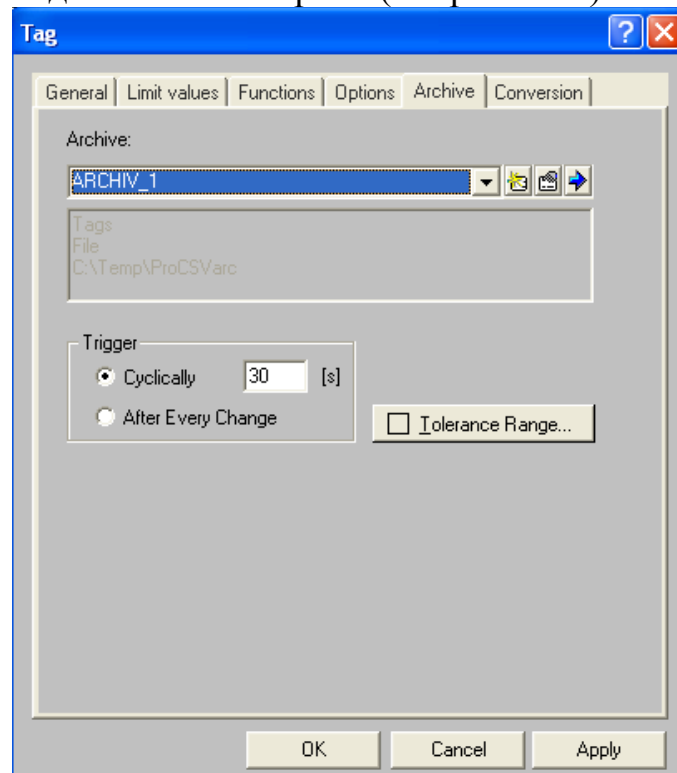 Tag
General Limit values Functions Options Archive Conversion
Archive:
ARCHIV_1
Tags
File
C:\Temp\ProCSVarc
Trigger
Cyclically 30 [s]
After Every Change
Tolerance Range...
OK Cancel Apply